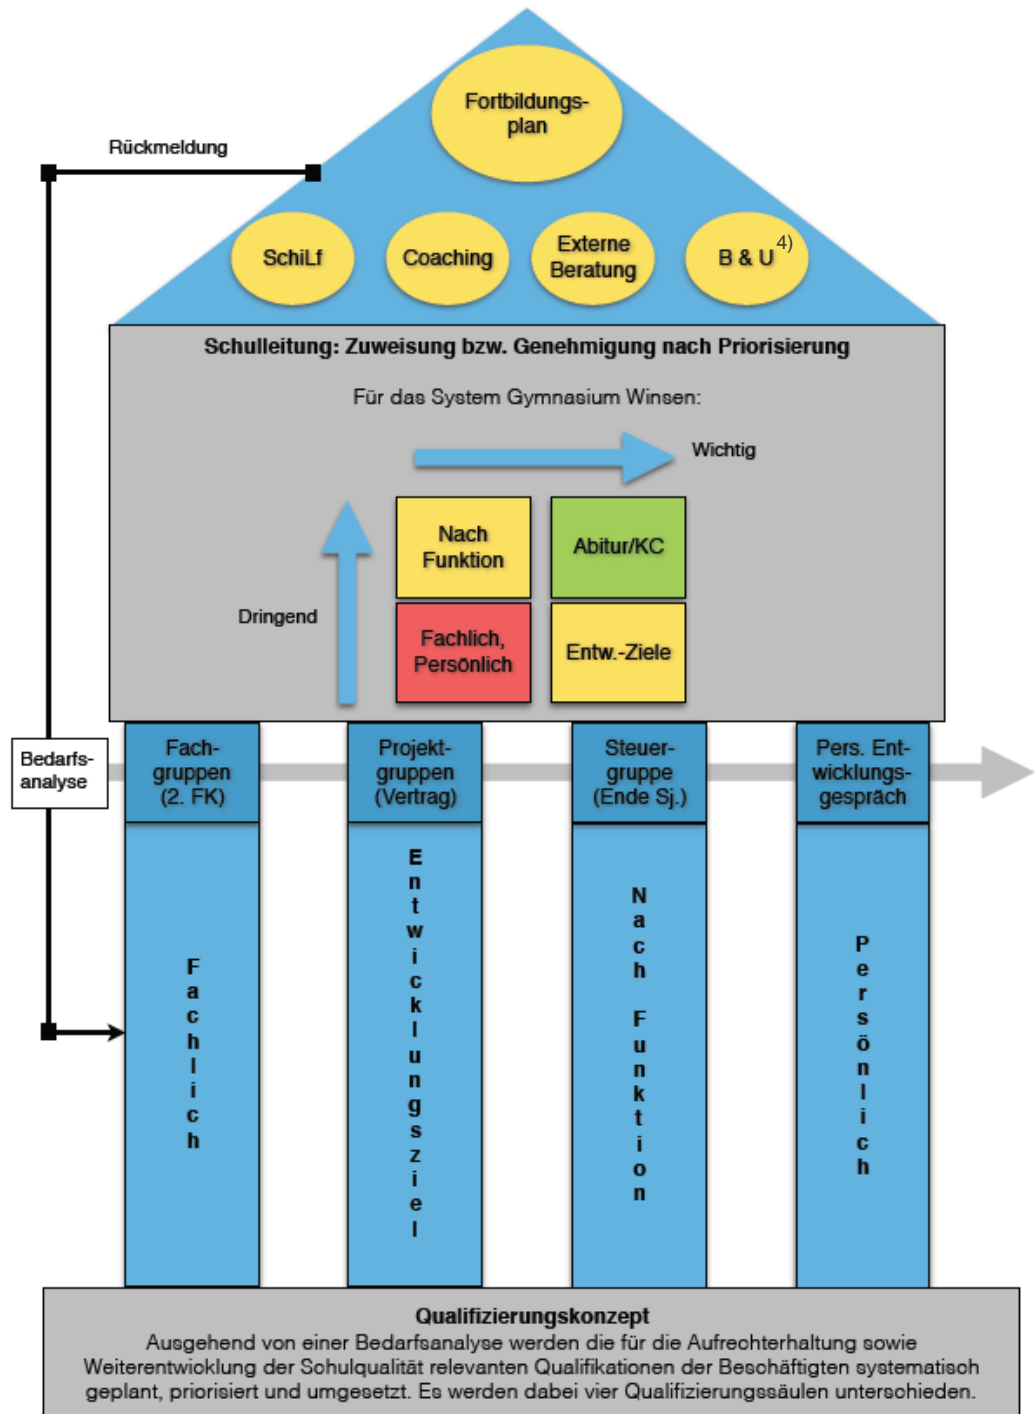 Fortbildungs-
plan
Rückmeldung
SchiLf
Coaching
Externe
Beratung
B & U 4)
Schulleitung: Zuweisung bzw. Genehmigung nach Priorisierung
Für das System Gymnasium Winsen:
Wichtig
Nach
Funktion
Abitur/KC
Dringend
Fachlich,
Persönlich
Entw.-Ziele
Bedarfs-
analyse
Fach-
gruppen
(2. FK)
Projekt-
gruppen
(Vertrag)
Steuer-
gruppe
(Ende Sj.)
Pers. Ent-
wicklungs-
gespräch
Fachlich
Entwicklungsziel
Nach Funktion
Persönlich
Qualifizierungskonzept
Ausgehend von einer Bedarfsanalyse werden die für die Aufrechterhaltung sowie
Weiterentwicklung der Schulqualität relevanten Qualifikationen der Beschäftigten systematisch
geplant, priorisiert und umgesetzt. Es werden dabei vier Qualifizierungssäulen unterschieden.